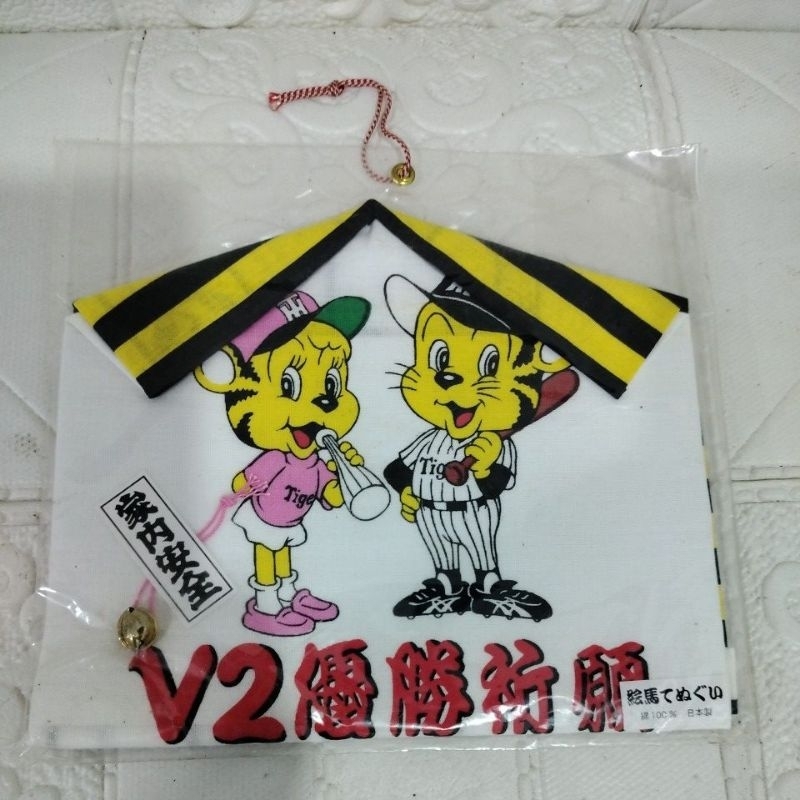 Tige
Tig
家内安全
V2優勝祈願
絵馬てぬぐい
綿100% 日本製